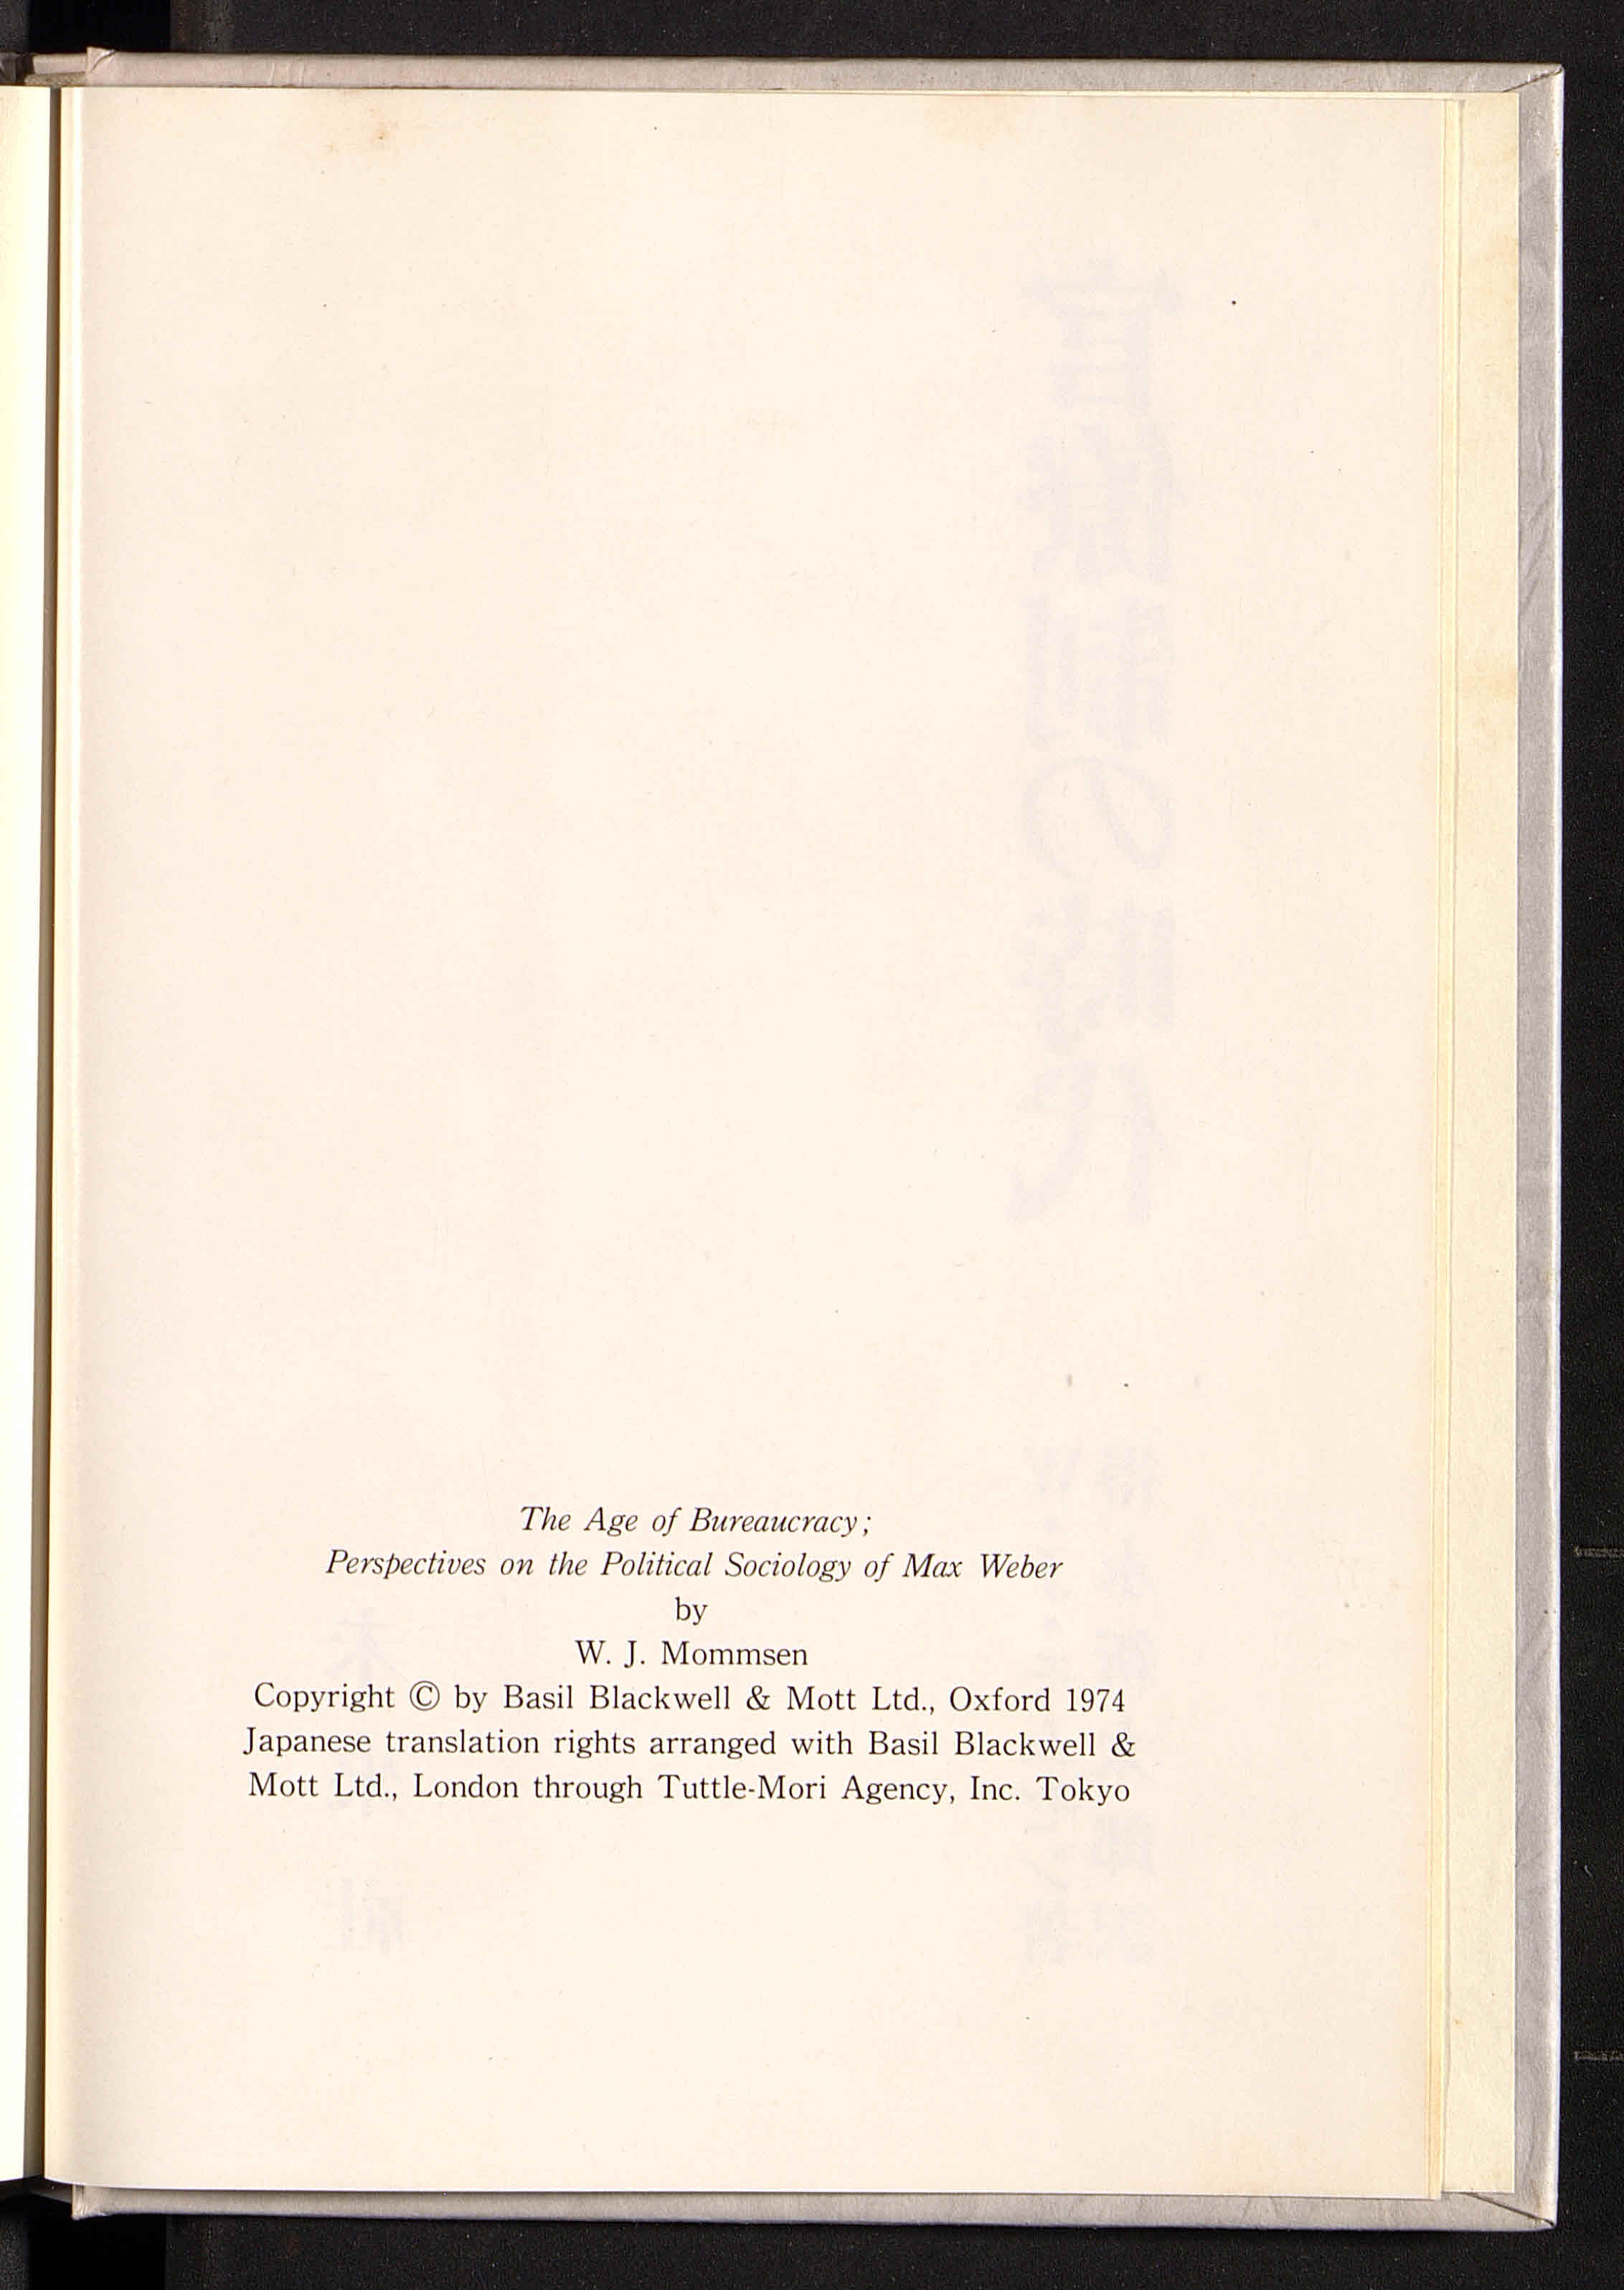 The Age of Bureaucracy;
Perspectives on the Political Sociology of Max Weber
by
W. J. Mommsen
Copyright © by Basil Blackwell & Mott Ltd., Oxford 1974
Japanese translation rights arranged with Basil Blackwell &
Mott Ltd., London through Tuttle-Mori Agency, Inc. Tokyo